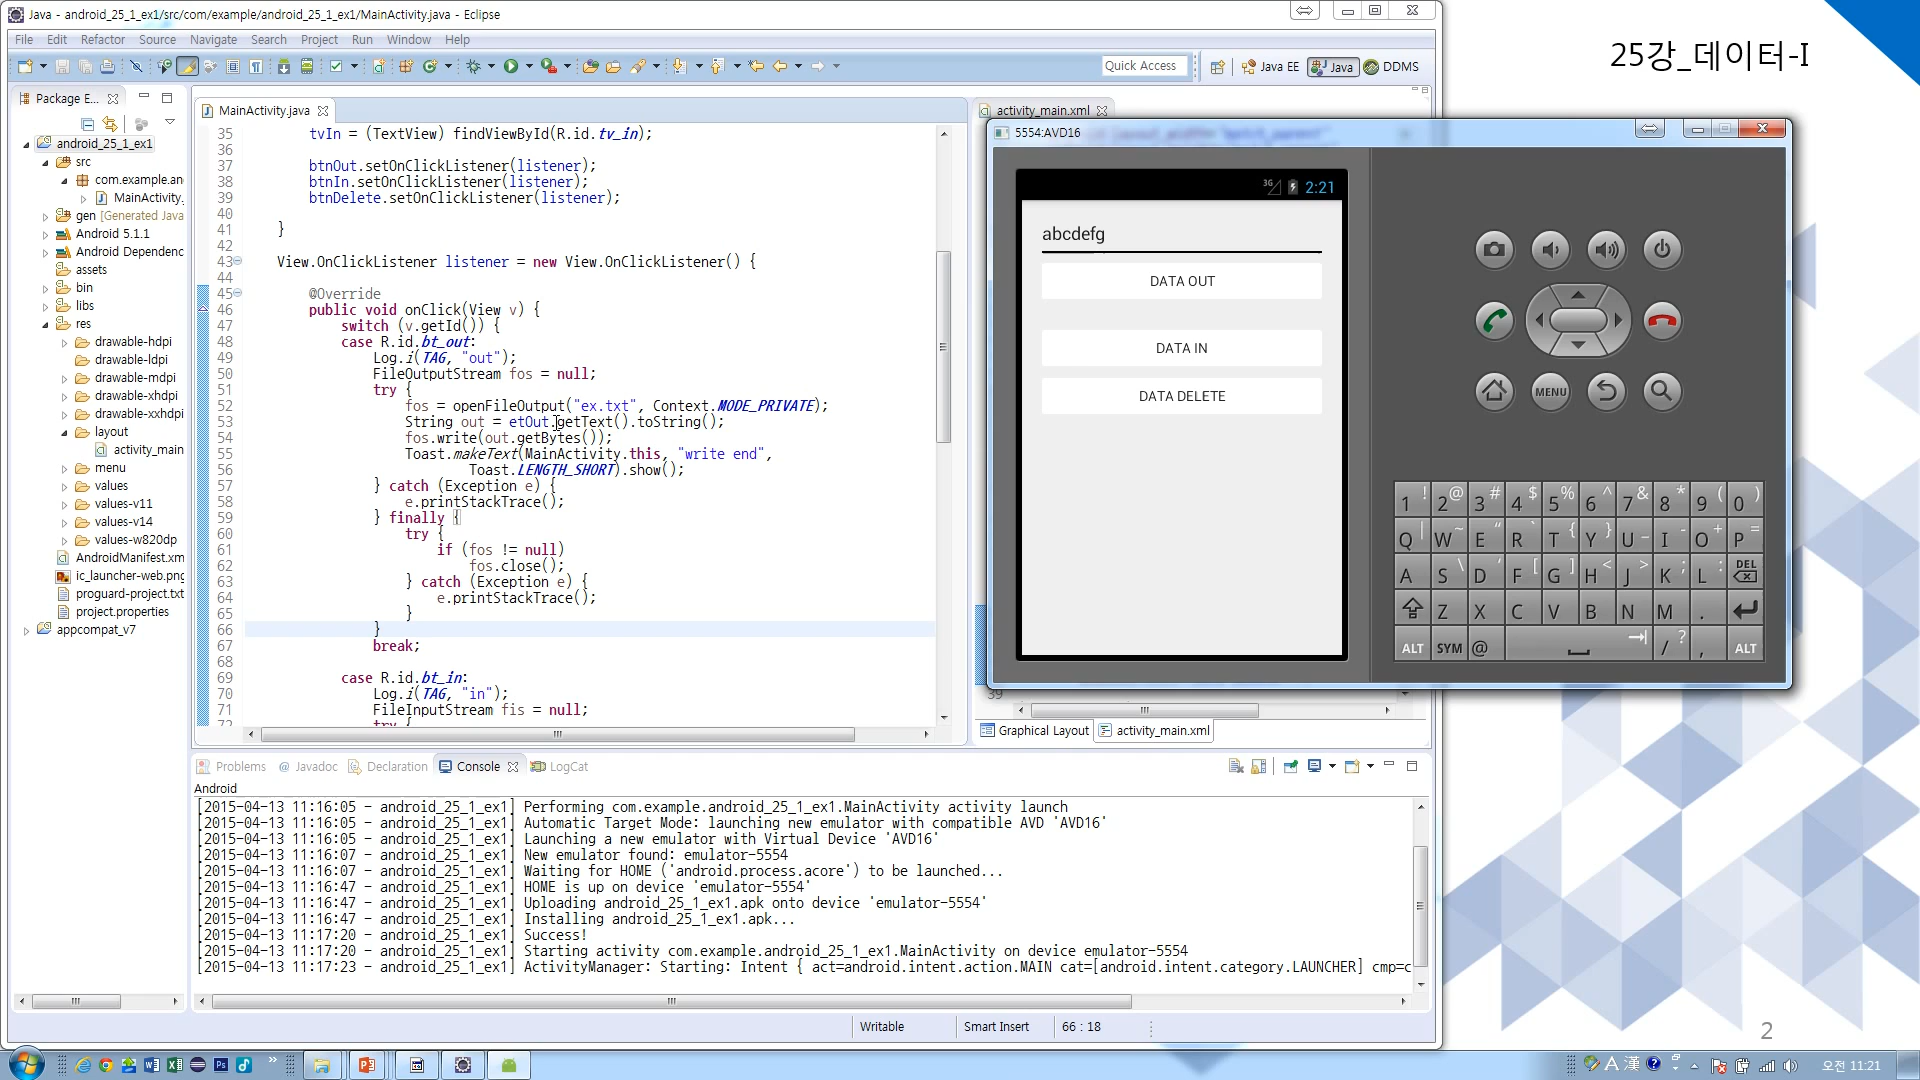 Java - android_25_1_ex1/src/com/example/android_25_1_ex1/MainActivity.java - Eclipse
File Edit Refactor Source Navigate Search Project Run Window Help
Quick Access
Java EE
Java
DDMS
25강_데이터-I
Package E...
android_25_1_ex1
src
com.example.an
MainActivity.
gen [Generated Java
Android 5.1.1
Android Dependenc
assets
bin
libs
res
drawable-hdpi
drawable-ldpi
drawable-mdpi
drawable-xhdpi
drawable-xxhdpi
layout
activity_main
menu
values
values-v11
values-v14
values-w820dp
AndroidManifest.xm
ic_launcher-web.png
proguard-project.txt
project.properties
appcompat_v7
MainActivity.java
35 tvIn = (TextView) findViewById(R.id.tv_in);
36
37 btnOut.setOnClickListener(listener);
38 btnIn.setOnClickListener(listener);
39 btnDelete.setOnClickListener(listener);
40
41 }
42
43 View.OnClickListener listener = new View.OnClickListener() {
44
45 @Override
46 public void onClick(View v) {
47 switch (v.getId()) {
48 case R.id.bt_out:
49 Log.i(TAG, "out");
50 FileOutputStream fos = null;
51 try {
52 fos = openFileOutput("ex.txt", Context.MODE_PRIVATE);
53 String out = etOut.getText().toString();
54 fos.write(out.getBytes());
55 Toast.makeText(MainActivity.this, "write end",
56 Toast.LENGTH_SHORT).show();
57 } catch (Exception e) {
58 e.printStackTrace();
59 } finally {
60 try {
61 if (fos != null)
62 fos.close();
63 } catch (Exception e) {
64 e.printStackTrace();
65 }
66 }
67 break;
68
69 case R.id.bt_in:
70 Log.i(TAG, "in");
71 FileInputStream fis = null;
72 try {
activity_main.xml
5554:AVD16
3G 2:21
abcdefg
DATA OUT
DATA IN
DATA DELETE
MENU
1 ! 2 @ 3 # 4 $ 5 % 6 ^ 7 & 8 * 9 ( 0 )
Q | W ~ E " R ` T { Y } U _ I - O + P =
A S \ D ' F [ G ] H < J > K ; L : DEL
Z X C V B N M .
ALT SYM @ / ? , ALT
39
Graphical Layout
activity_main.xml
Problems @ Javadoc Declaration Console LogCat
Android
[2015-04-13 11:16:05 - android_25_1_ex1] Performing com.example.android_25_1_ex1.MainActivity activity launch
[2015-04-13 11:16:05 - android_25_1_ex1] Automatic Target Mode: launching new emulator with compatible AVD 'AVD16'
[2015-04-13 11:16:05 - android_25_1_ex1] Launching a new emulator with Virtual Device 'AVD16'
[2015-04-13 11:16:07 - android_25_1_ex1] New emulator found: emulator-5554
[2015-04-13 11:16:07 - android_25_1_ex1] Waiting for HOME ('android.process.acore') to be launched...
[2015-04-13 11:16:47 - android_25_1_ex1] HOME is up on device 'emulator-5554'
[2015-04-13 11:16:47 - android_25_1_ex1] Uploading android_25_1_ex1.apk onto device 'emulator-5554'
[2015-04-13 11:16:47 - android_25_1_ex1] Installing android_25_1_ex1.apk...
[2015-04-13 11:17:20 - android_25_1_ex1] Success!
[2015-04-13 11:17:20 - android_25_1_ex1] Starting activity com.example.android_25_1_ex1.MainActivity on device emulator-5554
[2015-04-13 11:17:23 - android_25_1_ex1] ActivityManager: Starting: Intent { act=android.intent.action.MAIN cat=[android.intent.category.LAUNCHER] cmp=c
Writable
Smart Insert
66 : 18
2
A 漢
오전 11:21